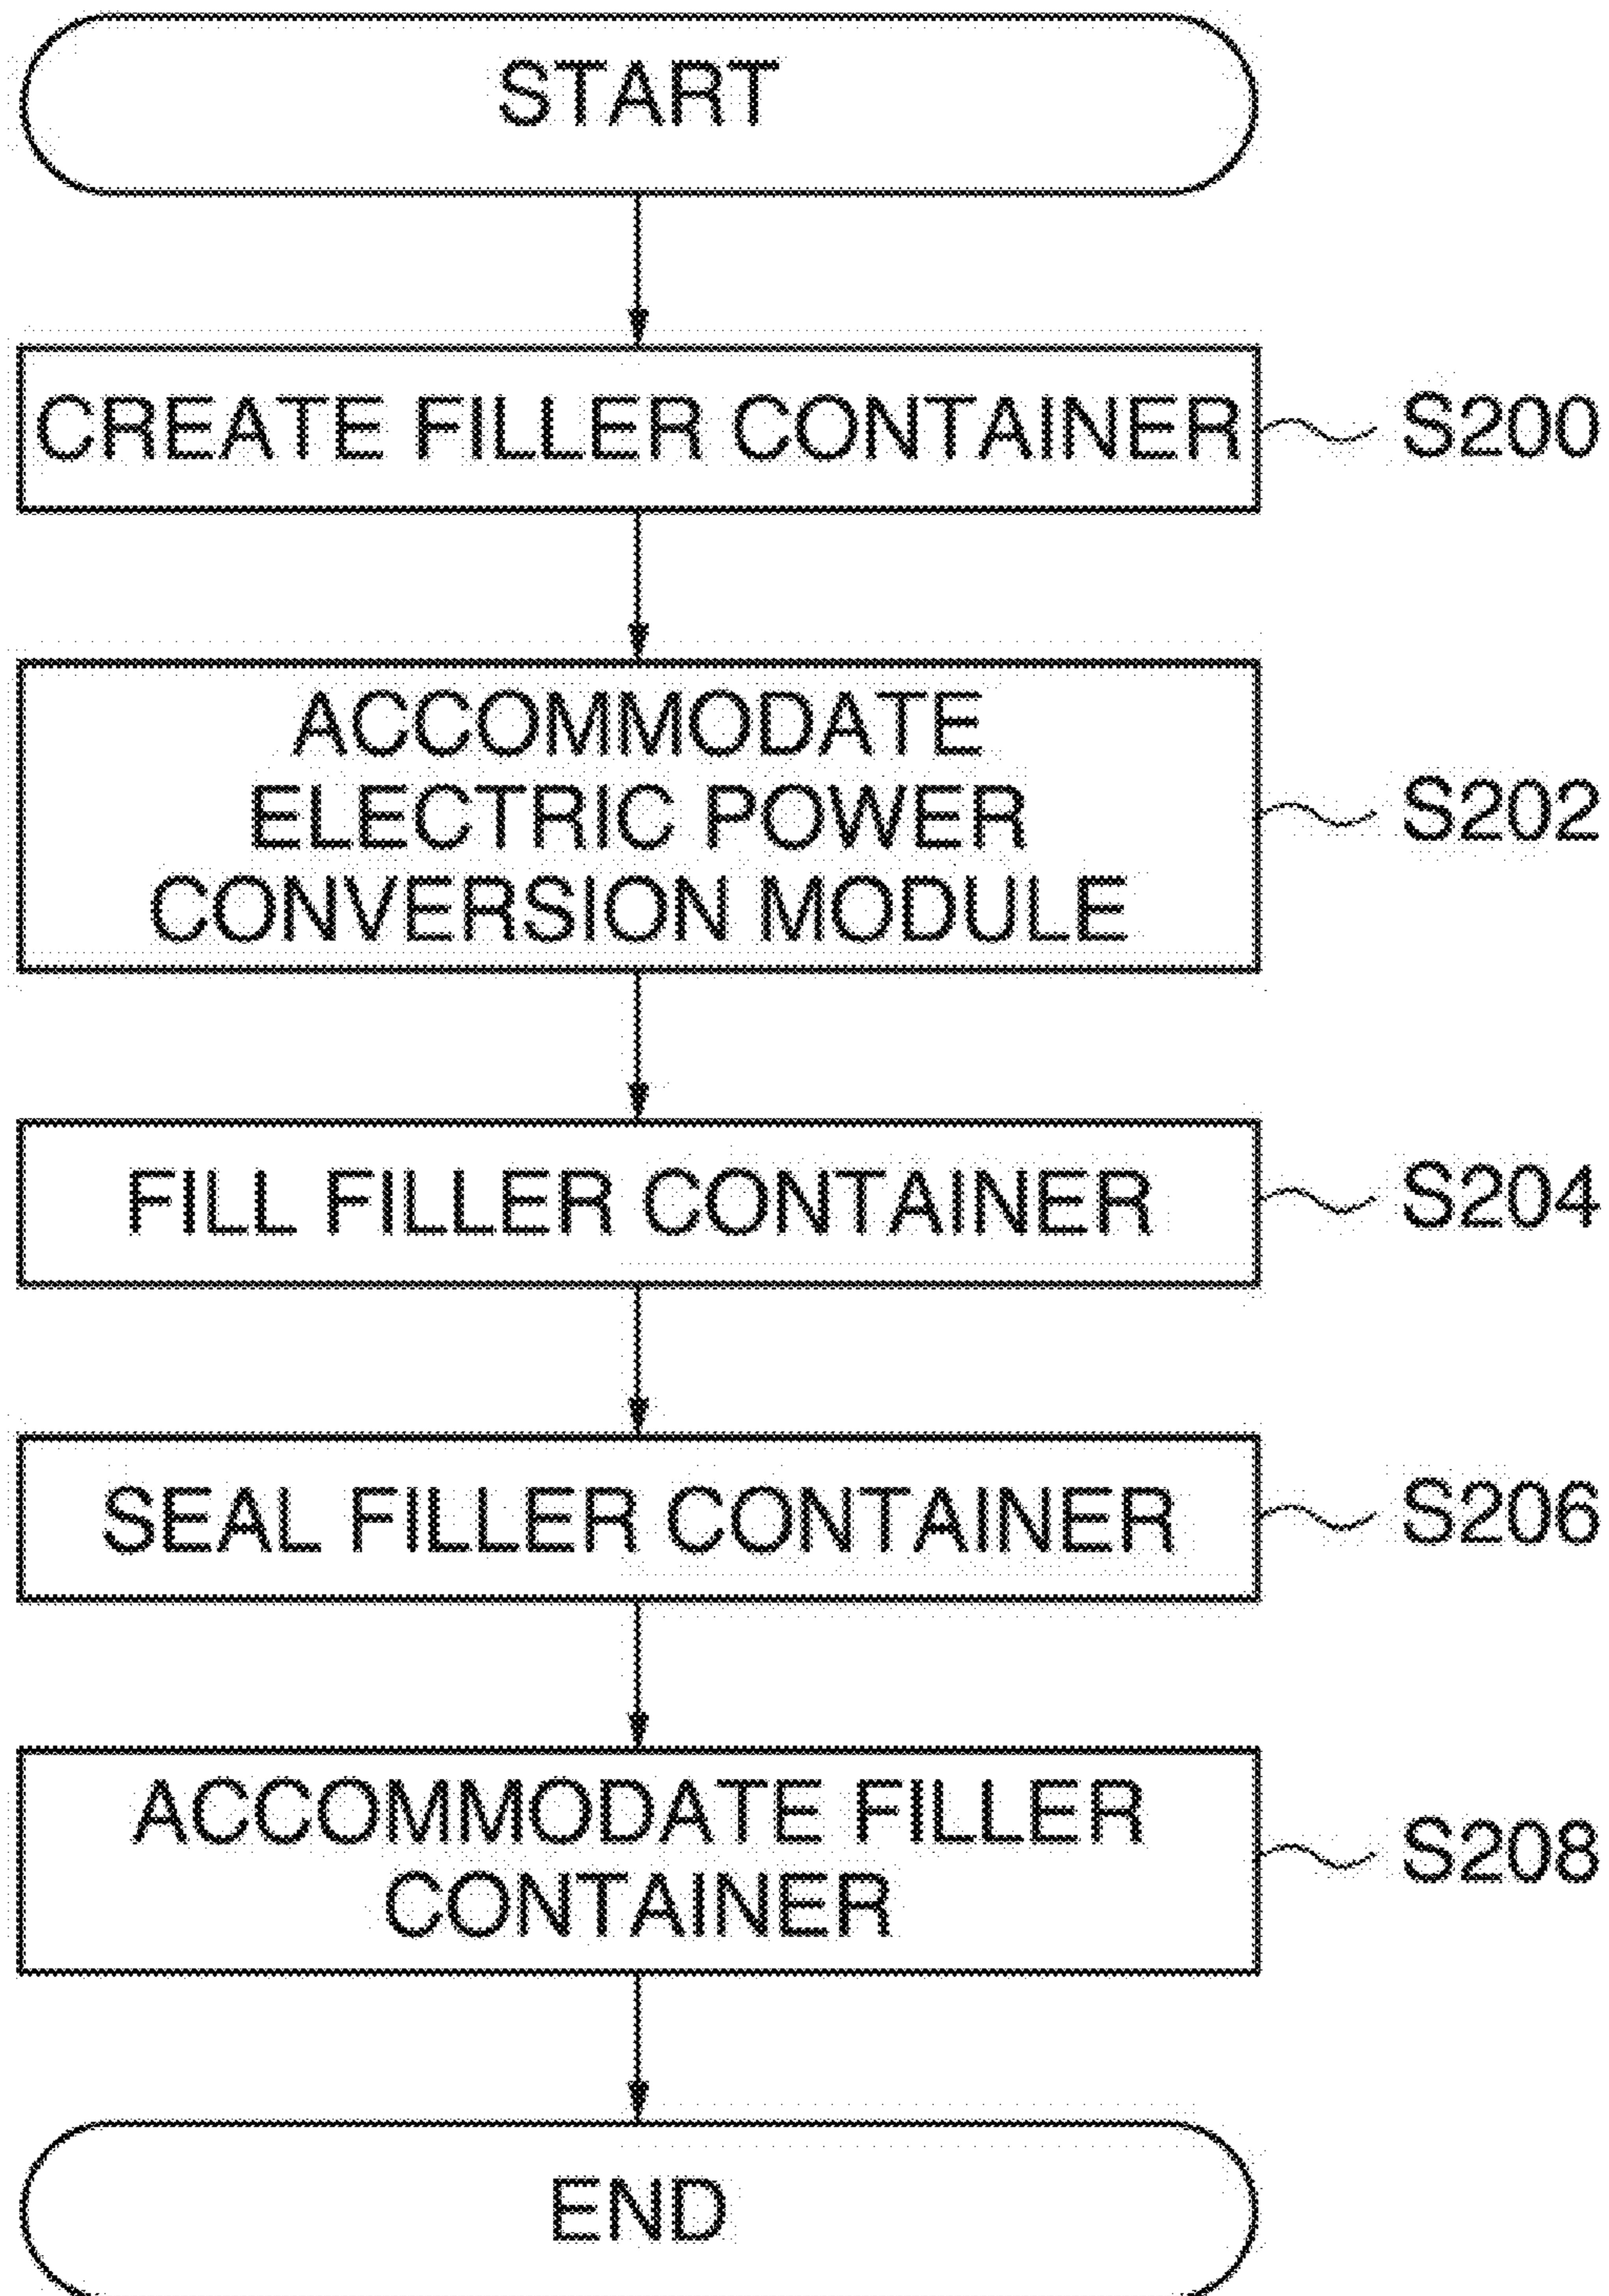 START
CREATE FILLER CONTAINER
S200
ACCOMMODATE
ELECTRIC POWER
CONVERSION MODULE
S202
FILL FILLER CONTAINER
S204
SEAL FILLER CONTAINER
S206
ACCOMMODATE FILLER
CONTAINER
S208
END